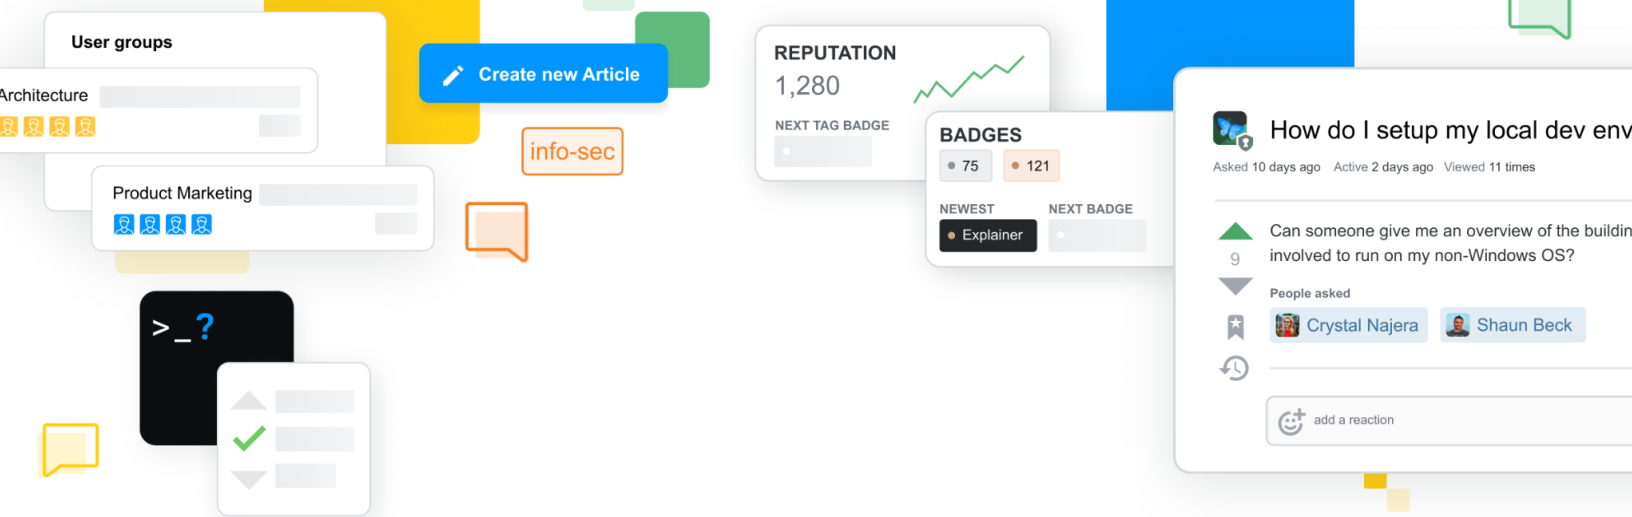 User groups
Architecture
Product Marketing
>_?
Create new Article
info-sec
REPUTATION
1,280
NEXT TAG BADGE
BADGES
75
121
NEWEST
NEXT BADGE
Explainer
How do I setup my local dev env
Asked 10 days ago Active 2 days ago Viewed 11 times
9
Can someone give me an overview of the buildin
involved to run on my non-Windows OS?
People asked
Crystal Najera
Shaun Beck
add a reaction